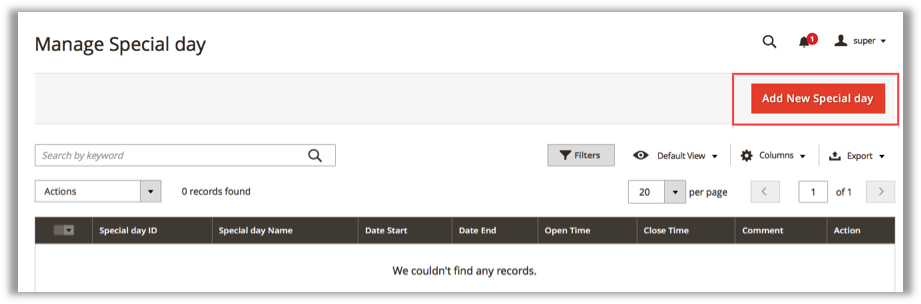 Manage Special day
1
super
Add New Special day
Search by keyword
Filters
Default View
Columns
Export
Actions
0 records found
20
per page
1
of 1
Special day ID
Special day Name
Date Start
Date End
Open Time
Close Time
Comment
Action
We couldn't find any records.